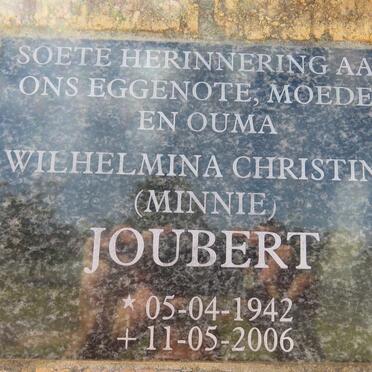 SOETE HERINNERING AA
ONS EGGENOTE, MOEDE
EN OUMA
WILHELMINA CHRISTIN
(MINNIE)
JOUBERT
* 05-04-1942
+ 11-05-2006